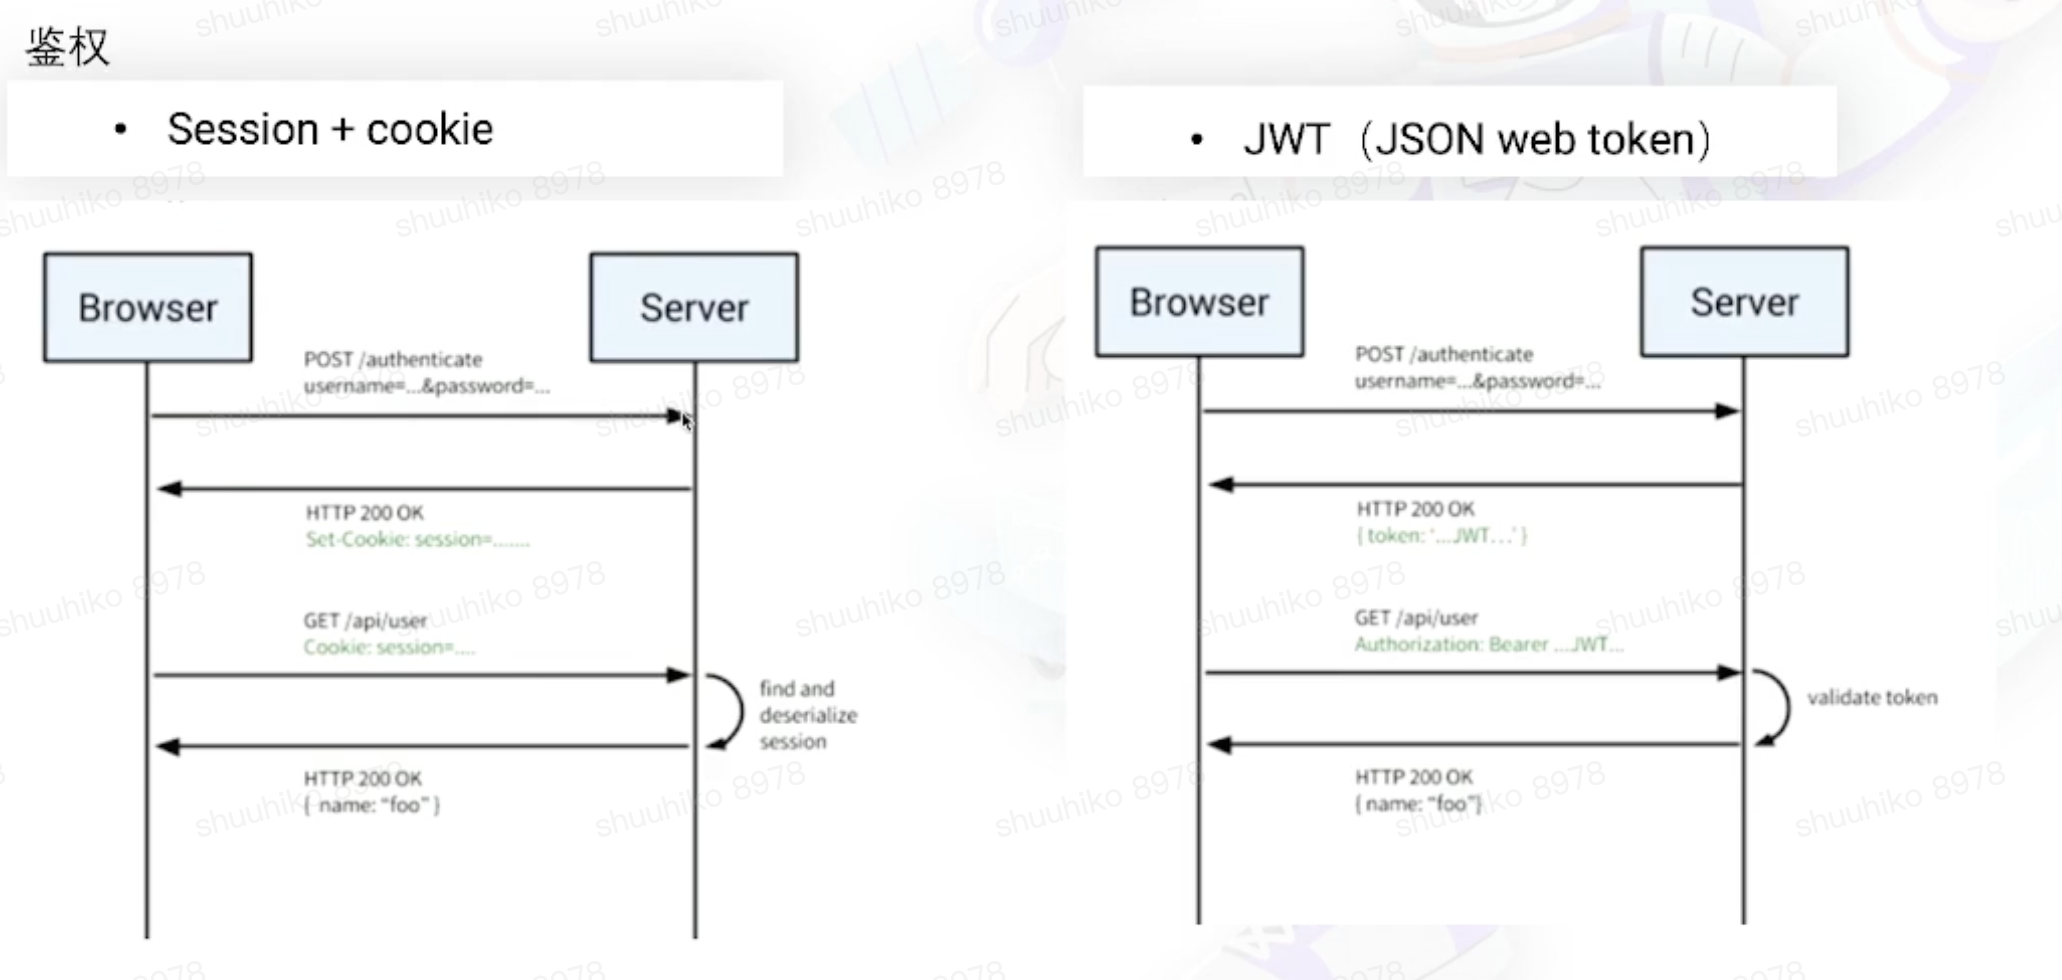 鉴权
• Session + cookie
Browser
Server
POST /authenticate
username=...&password=...
HTTP 200 OK
Set-Cookie: session=.......
GET /api/user
Cookie: session=....
find and
deserialize
session
HTTP 200 OK
{ name: “foo” }
• JWT（JSON web token）
Browser
Server
POST /authenticate
username=...&password=...
HTTP 200 OK
{ token: ‘...JWT...’ }
GET /api/user
Authorization: Bearer ....JWT...
validate token
HTTP 200 OK
{ name: “foo”}
shuuhiko 8978